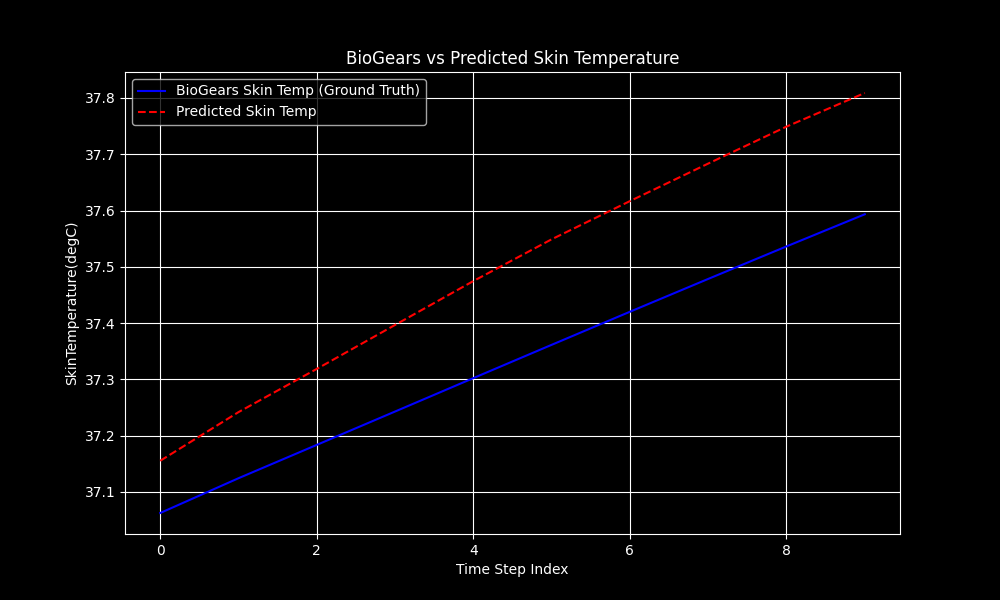 BioGears vs Predicted Skin Temperature
BioGears Skin Temp (Ground Truth)
Predicted Skin Temp
37.8
37.7
37.6
37.5
37.4
37.3
37.2
37.1
SkinTemperature(degC)
0 2 4 6 8
Time Step Index